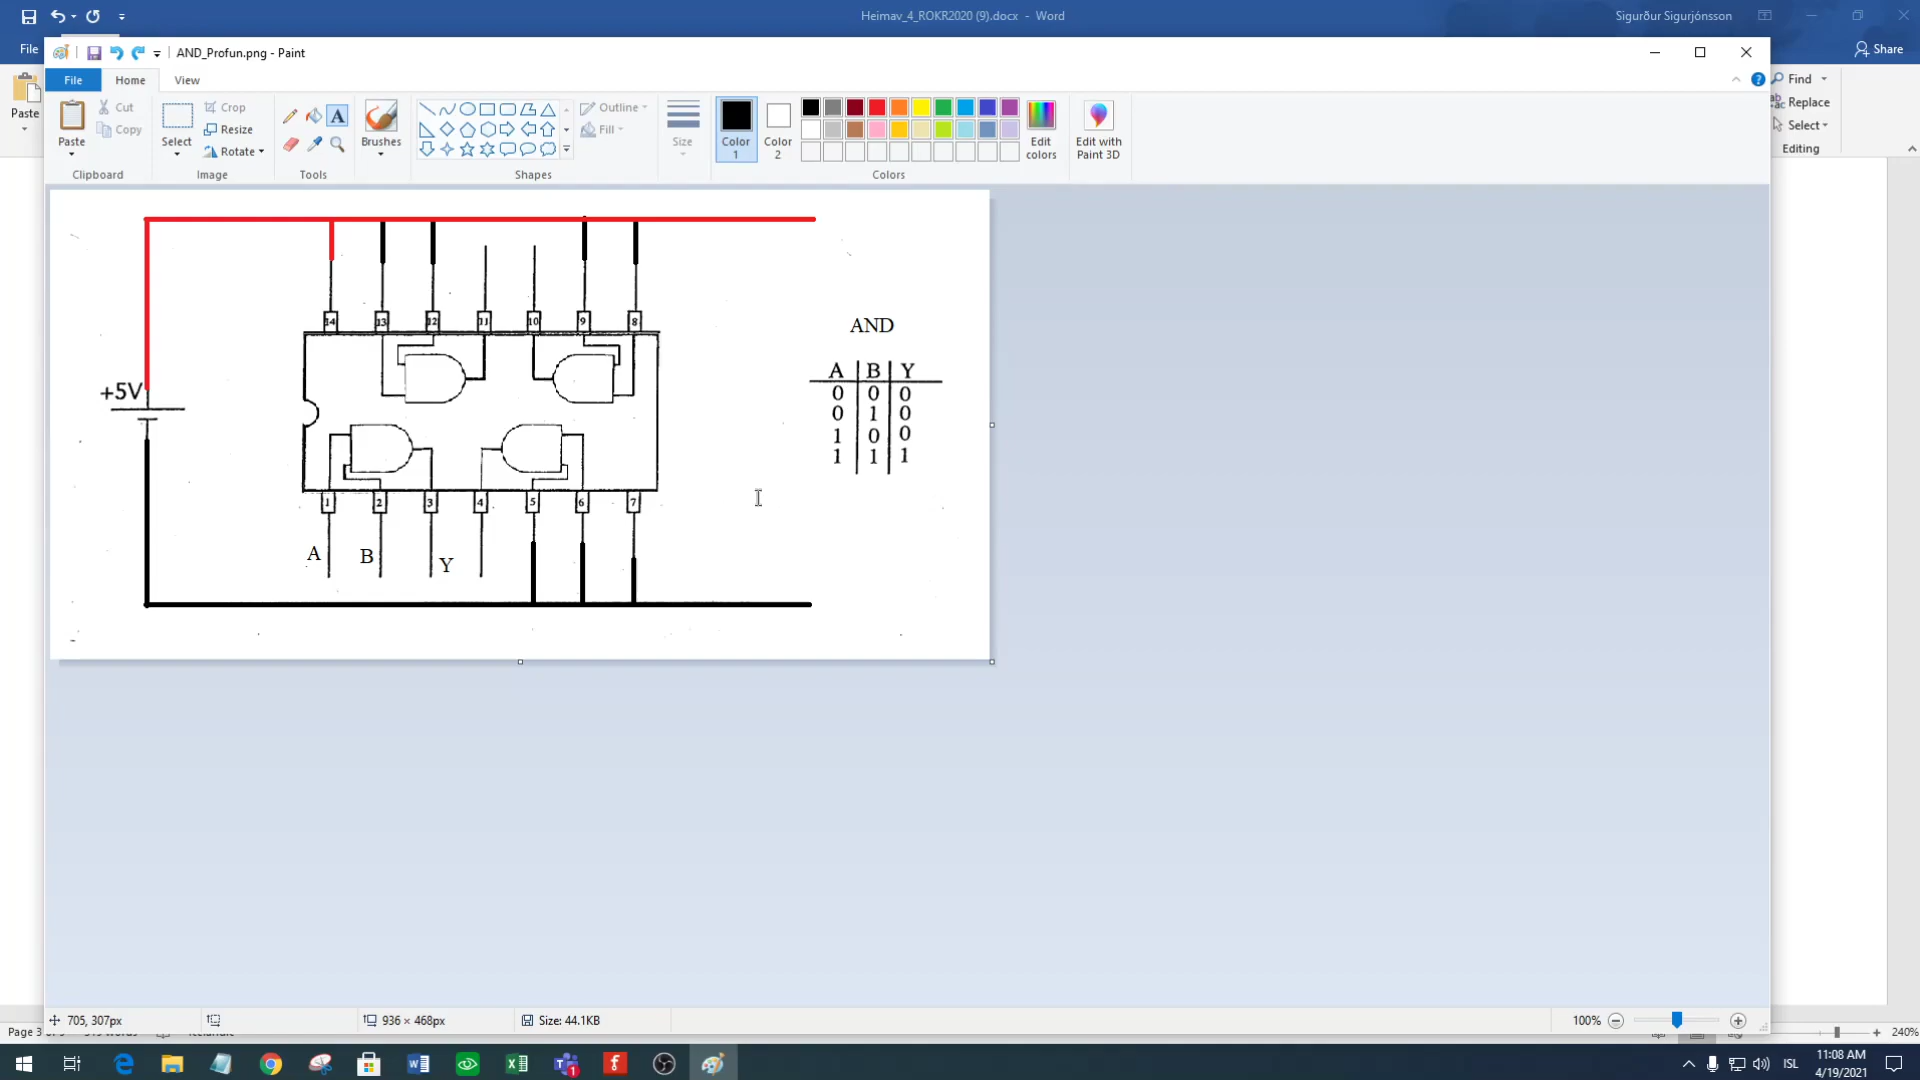 Heimav_4_ROKR2020 (9).docx - Word
Sigurður Sigurjónsson
File
Share
AND_Profun.png - Paint
File
Home
View
Paste
Paste
Cut
Copy
Clipboard
Select
Crop
Resize
Rotate
Image
A
Tools
Brushes
Shapes
Outline
Fill
Size
Color 1
Color 2
Edit colors
Colors
Edit with Paint 3D
Find
Replace
Select
Editing
+5V
14 13 12 11 10 9 8
1 2 3 4 5 6 7
A B Y
AND
A B Y
0 0 0
0 1 0
1 0 0
1 1 1
705, 307px
936 × 468px
Size: 44.1KB
100%
Page 3
240%
ISL
11:08 AM
4/19/2021